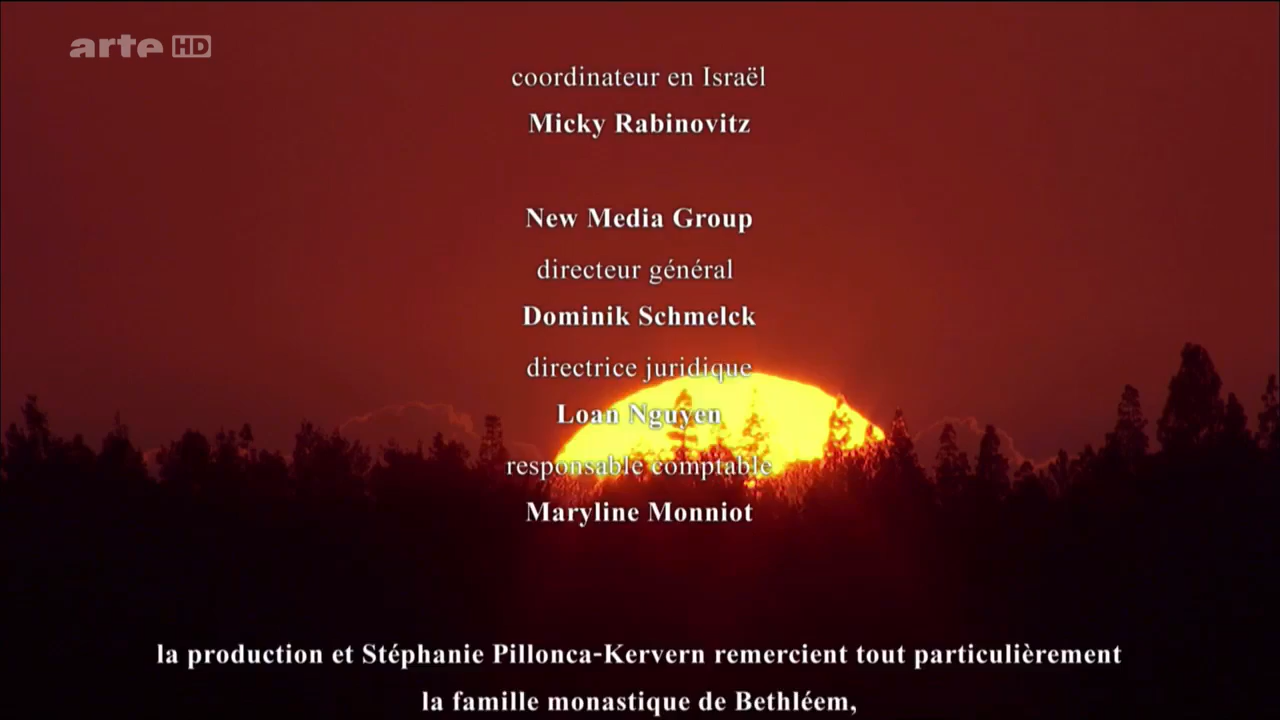 arte HD
coordinateur en Israël
Micky Rabinovitz
New Media Group
directeur général
Dominik Schmelck
directrice juridique
Loan Nguyen
responsable comptable
Maryline Monniot
la production et Stéphanie Pillonca-Kervern remercient tout particulièrement
la famille monastique de Bethléem,